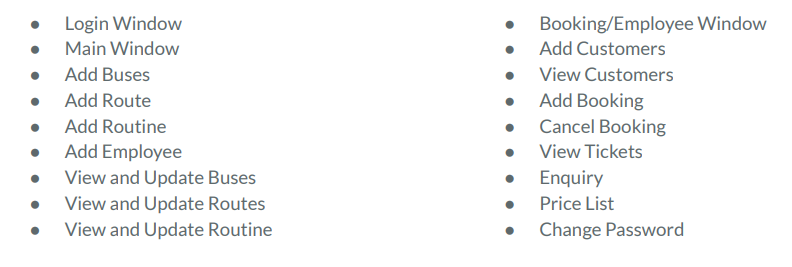 ● Login Window
● Main Window
● Add Buses
● Add Route
● Add Routine
● Add Employee
● View and Update Buses
● View and Update Routes
● View and Update Routine
● Booking/Employee Window
● Add Customers
● View Customers
● Add Booking
● Cancel Booking
● View Tickets
● Enquiry
● Price List
● Change Password